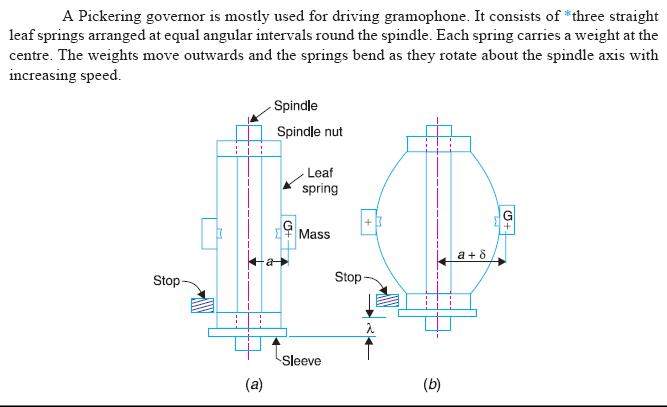 A Pickering governor is mostly used for driving gramophone. It consists of *three straight
leaf springs arranged at equal angular intervals round the spindle. Each spring carries a weight at the
centre. The weights move outwards and the springs bend as they rotate about the spindle axis with
increasing speed.
Spindle
Spindle nut
Leaf
spring
G
Mass
G
a
a + δ
Stop
Stop
λ
Sleeve
(a)
(b)